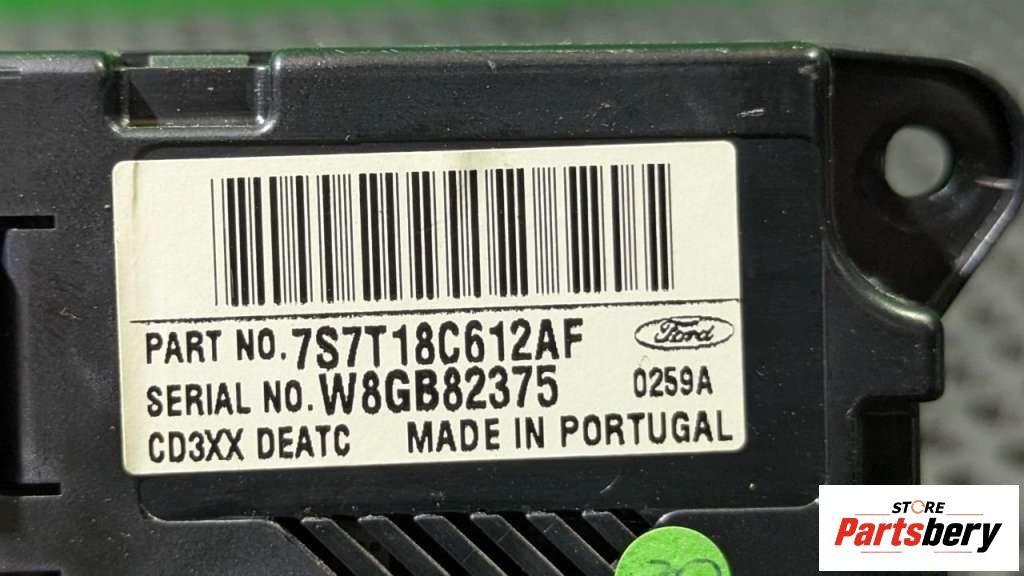 PART NO. 7S7T18C612AF
Ford
SERIAL NO. W8GB82375
0259A
CD3XX DEATC MADE IN PORTUGAL
STORE
Partsbery